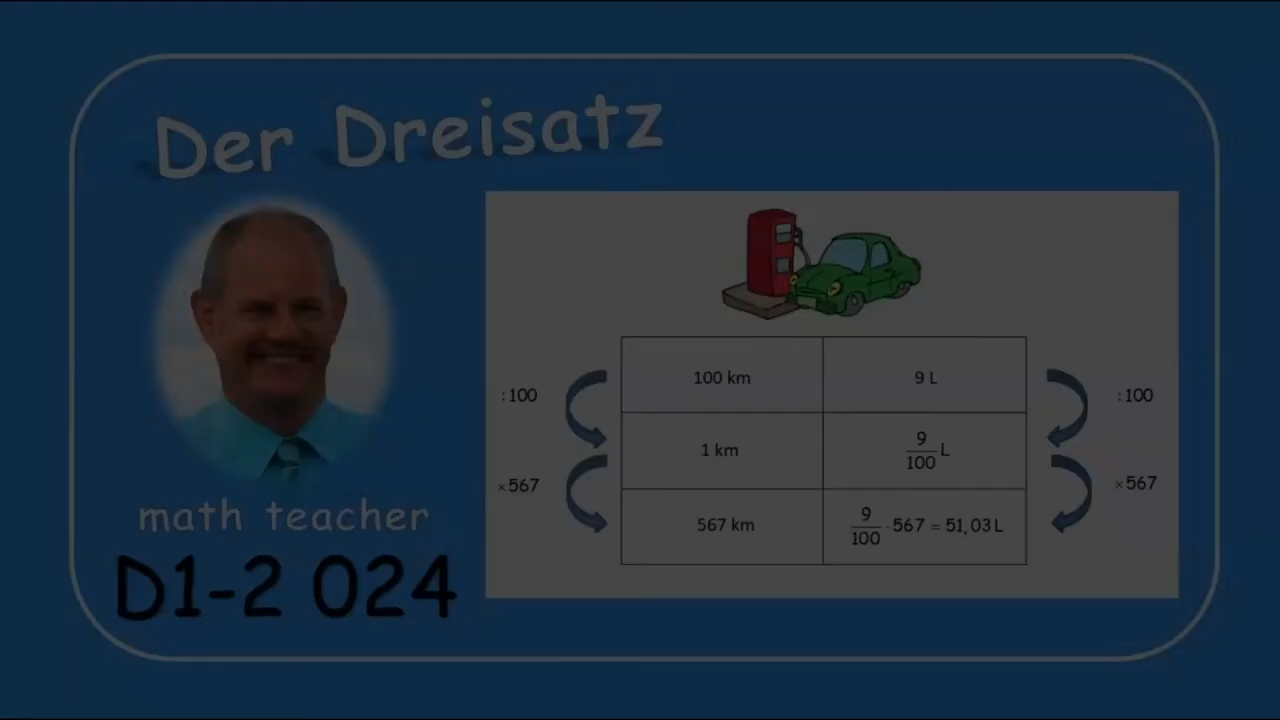 Der Dreisatz
math teacher
D1-2 024
:100
×567
100 km
9 L
1 km
9/100 L
567 km
9/100 · 567 = 51,03 L
:100
×567